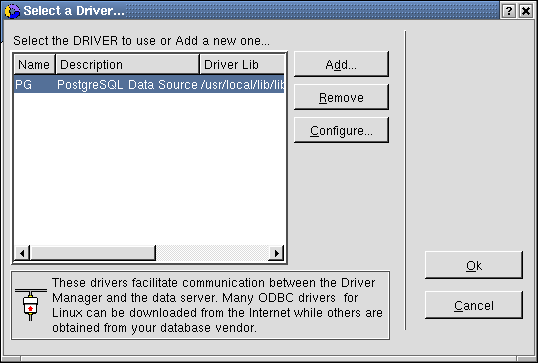 Select a Driver...
Select the DRIVER to use or Add a new one...
Name Description Driver Lib
PG PostgreSQL Data Source /usr/local/lib/lib
Add...
Remove
Configure...
These drivers facilitate communication between the Driver
Manager and the data server. Many ODBC drivers for
Linux can be downloaded from the Internet while others are
obtained from your database vendor.
Ok
Cancel